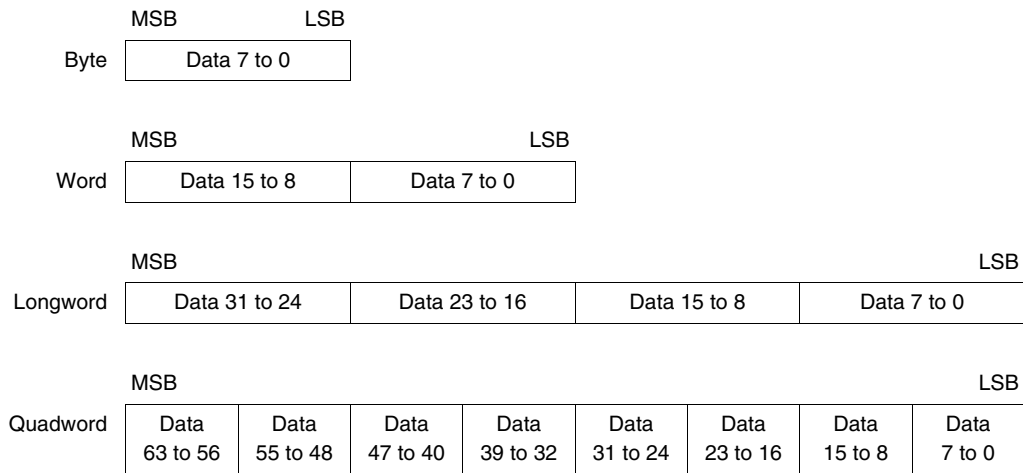 MSB LSB
Byte Data 7 to 0
MSB LSB
Word Data 15 to 8 Data 7 to 0
MSB LSB
Longword Data 31 to 24 Data 23 to 16 Data 15 to 8 Data 7 to 0
MSB LSB
Quadword Data Data Data Data Data Data Data Data
63 to 56 55 to 48 47 to 40 39 to 32 31 to 24 23 to 16 15 to 8 7 to 0